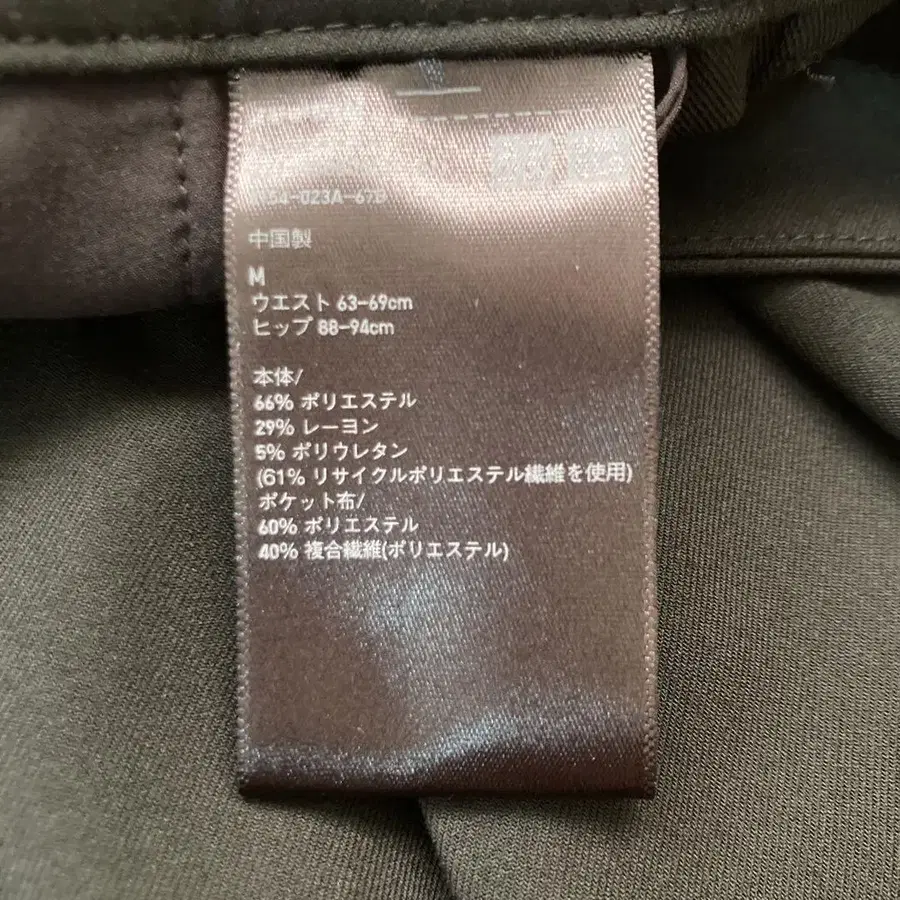 中国製
M
ウエスト 63-69cm
ヒップ 88-94cm
本体/
66% ポリエステル
29% レーヨン
5% ポリウレタン
(61% リサイクルポリエステル繊維を使用)
ポケット布/
60% ポリエステル
40% 複合繊維(ポリエステル)